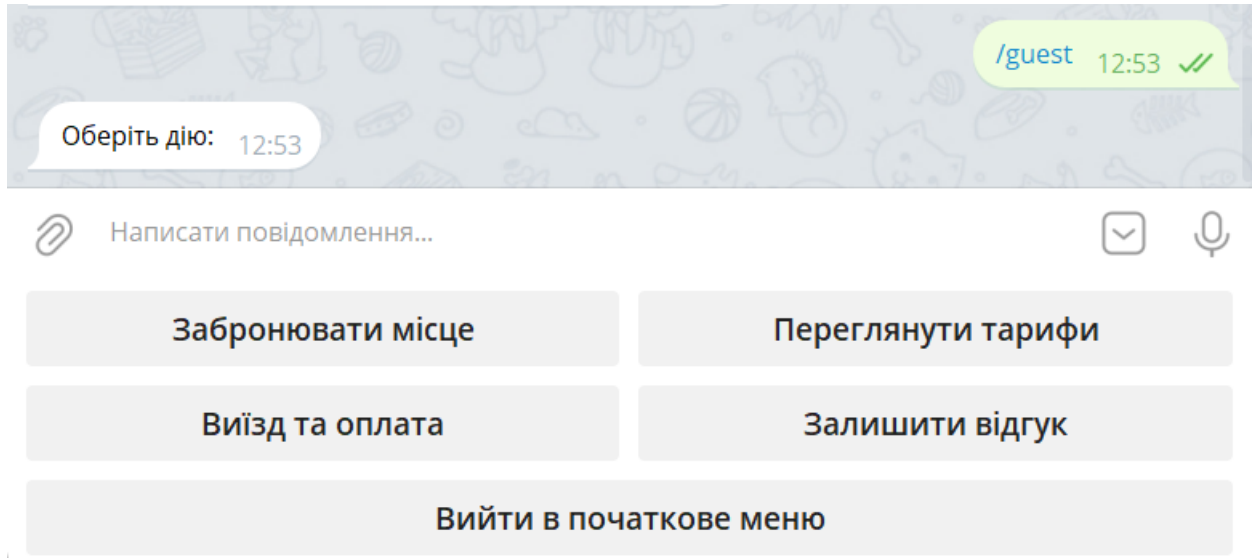 /guest 12:53
Оберіть дію: 12:53
Написати повідомлення...
Забронювати місце
Переглянути тарифи
Виїзд та оплата
Залишити відгук
Вийти в початкове меню